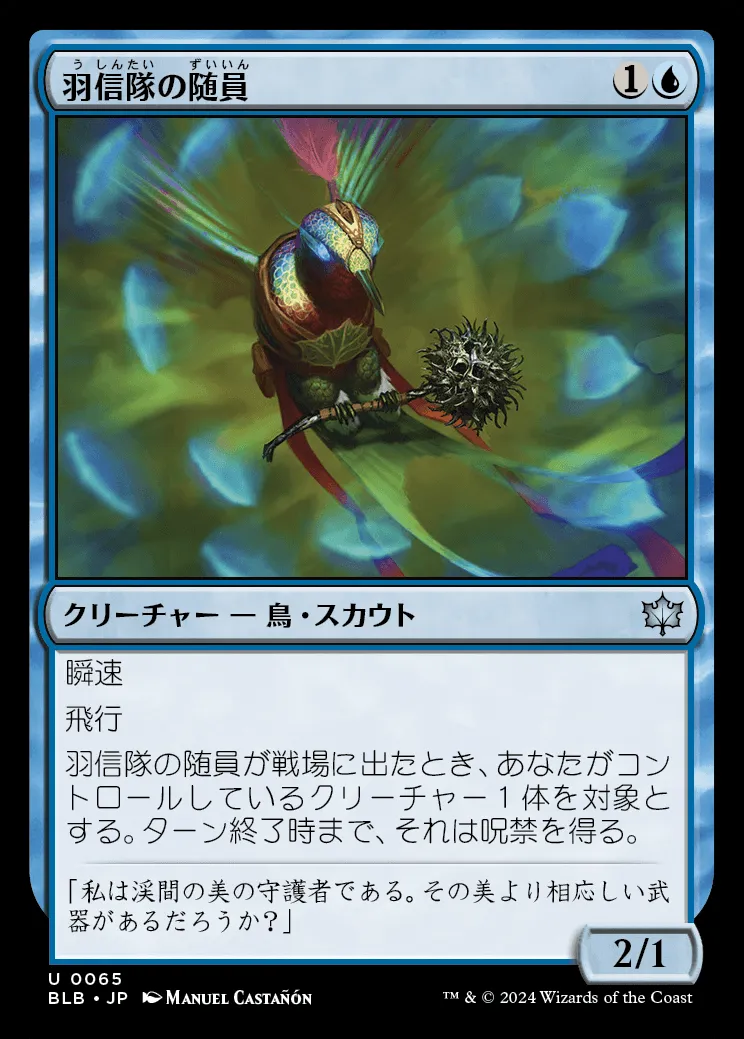 うしんたい ずいいん
羽信隊の随員 1
クリーチャー — 鳥・スカウト
瞬速
飛行
羽信隊の随員が戦場に出たとき、あなたがコン
トロールしているクリーチャー1体を対象と
する。ターン終了時まで、それは呪禁を得る。
「私は渓間の美の守護者である。その美より相応しい武
器があるだろうか?」
2/1
U 0065
BLB • JP Manuel Castañón
™ & © 2024 Wizards of the Coast